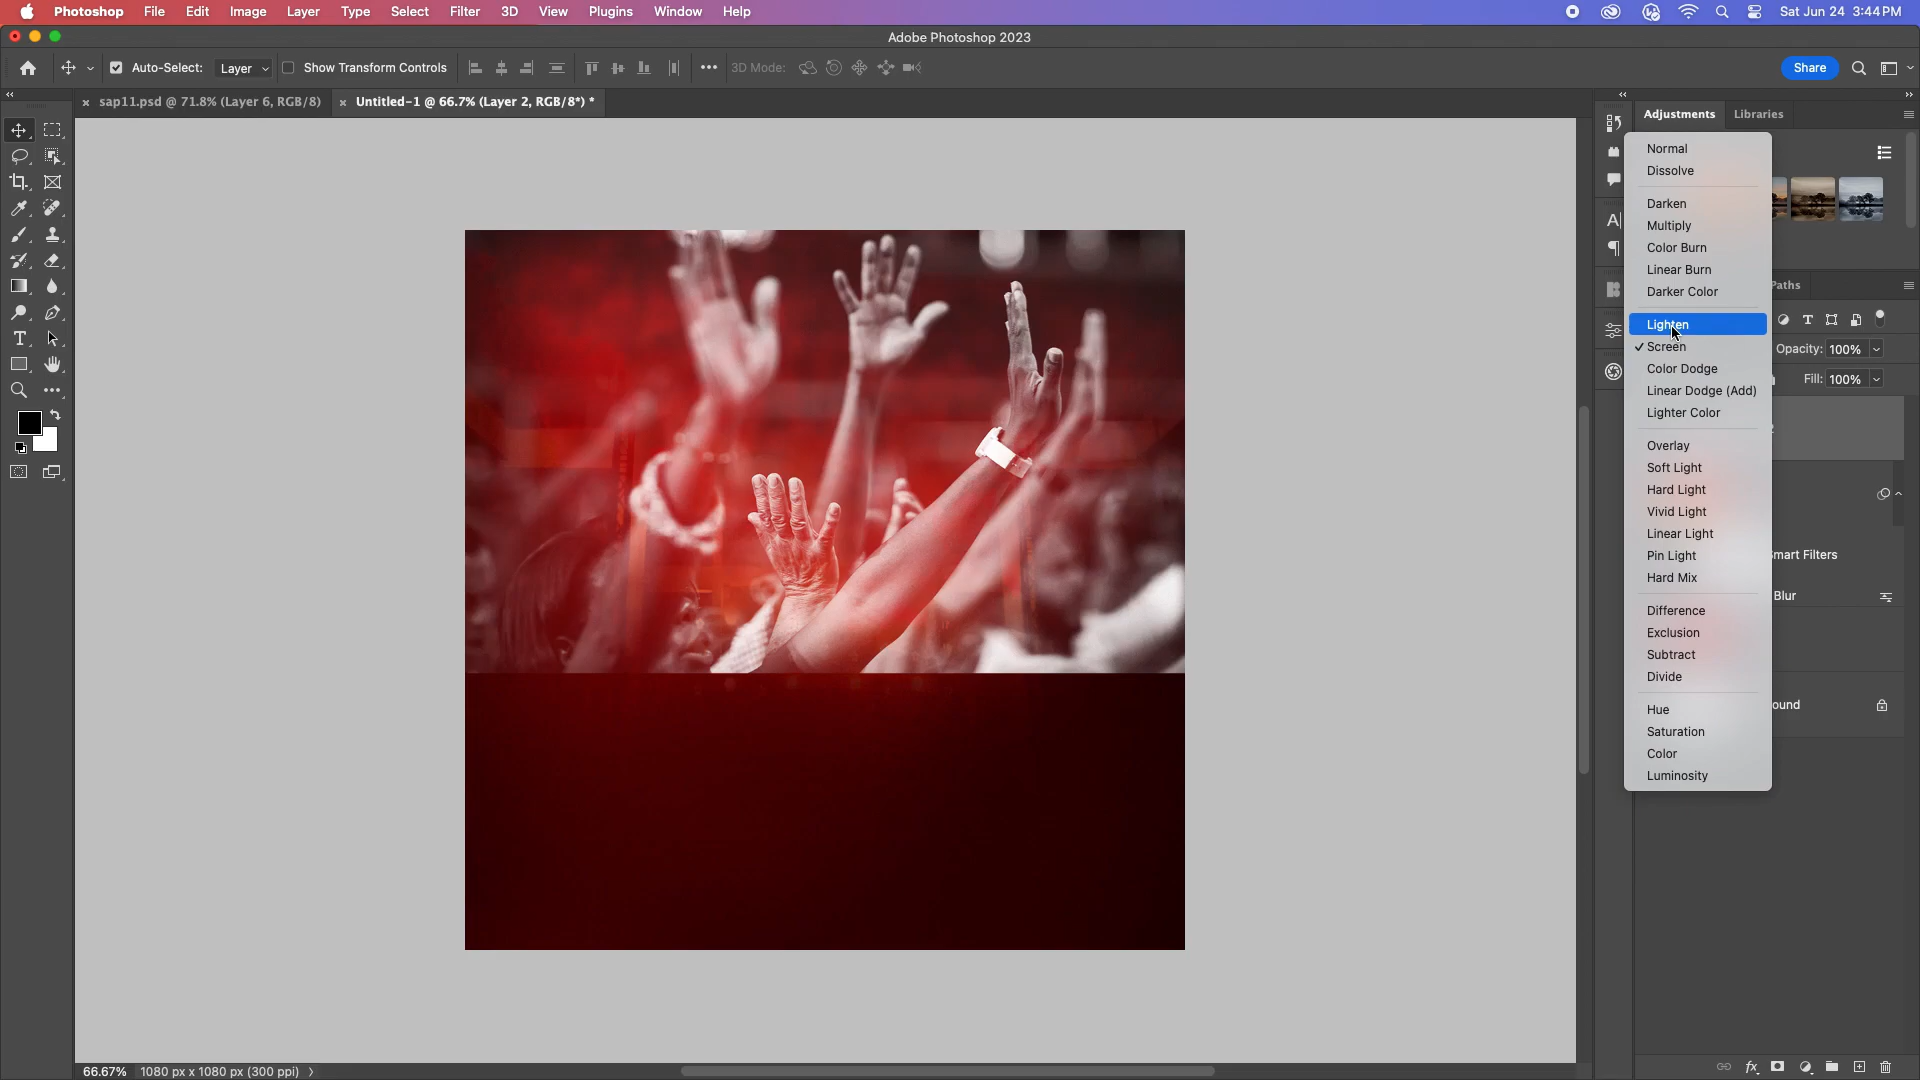 Photoshop File Edit Image Layer Type Select Filter 3D View Plugins Window Help Sat Jun 24 3:44 PM
Adobe Photoshop 2023
Auto-Select: Layer Show Transform Controls 3D Mode: Share
sap11.psd @ 71.8% (Layer 6, RGB/8) Untitled-1 @ 66.7% (Layer 2, RGB/8*) *
Adjustments Libraries
Normal
Dissolve
Darken
Multiply
Color Burn
Linear Burn
Darker Color
Paths
Lighten
Screen
Opacity: 100%
Color Dodge
Fill: 100%
Linear Dodge (Add)
Lighter Color
Overlay
Soft Light
Hard Light
Vivid Light
Linear Light
Pin Light
Smart Filters
Hard Mix
Blur
Difference
Exclusion
Subtract
Divide
Hue
ound
Saturation
Color
Luminosity
66.67% 1080 px x 1080 px (300 ppi)